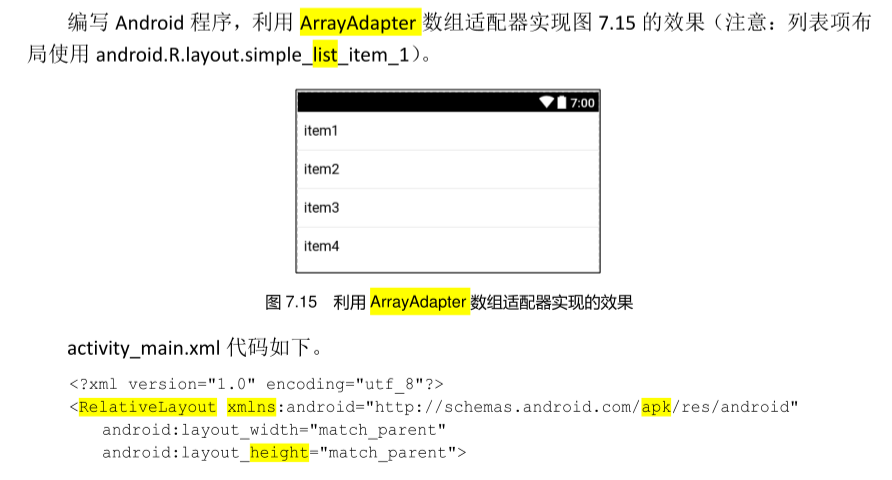 编写 Android 程序，利用 ArrayAdapter 数组适配器实现图 7.15 的效果（注意：列表项布
局使用 android.R.layout.simple_list_item_1）。
7:00
item1
item2
item3
item4
图 7.15 利用 ArrayAdapter 数组适配器实现的效果
activity_main.xml 代码如下。
<?xml version="1.0" encoding="utf_8"?>
<RelativeLayout xmlns:android="http://schemas.android.com/apk/res/android"
android:layout_width="match_parent"
android:layout_height="match_parent">